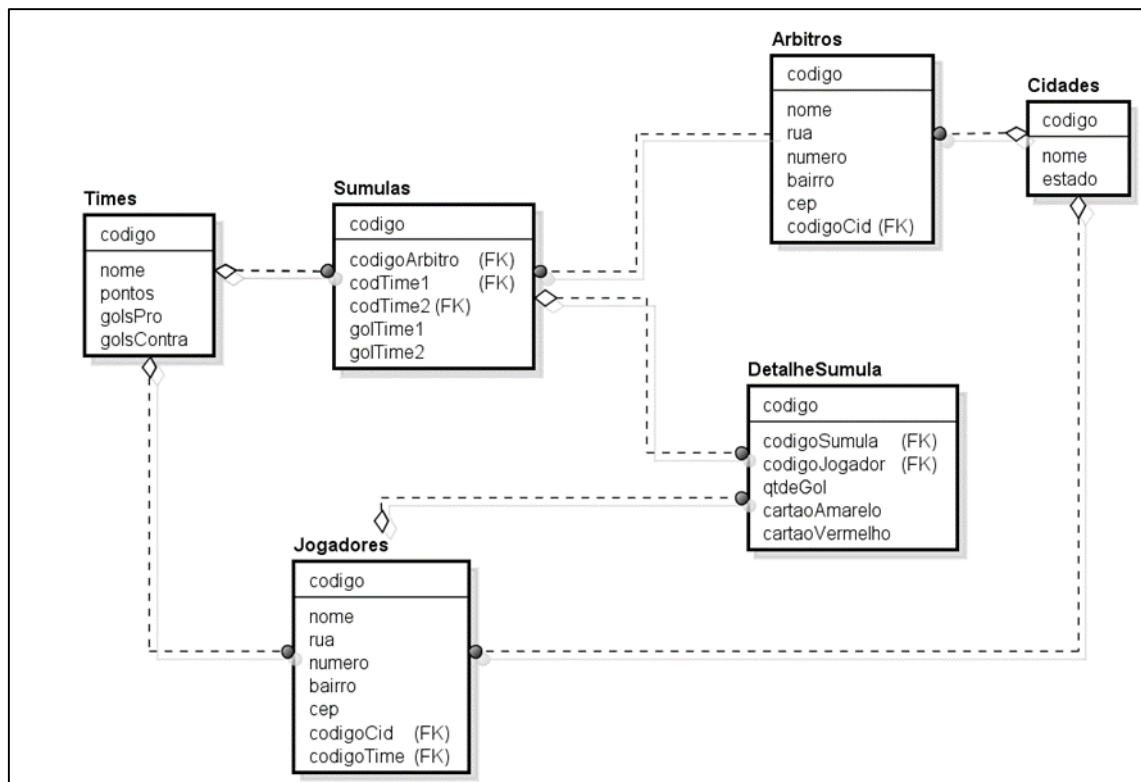 Arbitros
codigo
nome
rua
numero
bairro
cep
codigoCid (FK)
Cidades
codigo
nome
estado
Times
codigo
nome
pontos
golsPro
golsContra
Sumulas
codigo
codigoArbitro (FK)
codTime1 (FK)
codTime2 (FK)
golTime1
golTime2
DetalheSumula
codigo
codigoSumula (FK)
codigoJogador (FK)
qtdeGol
cartaoAmarelo
cartaoVermelho
Jogadores
codigo
nome
rua
numero
bairro
cep
codigoCid (FK)
codigoTime (FK)